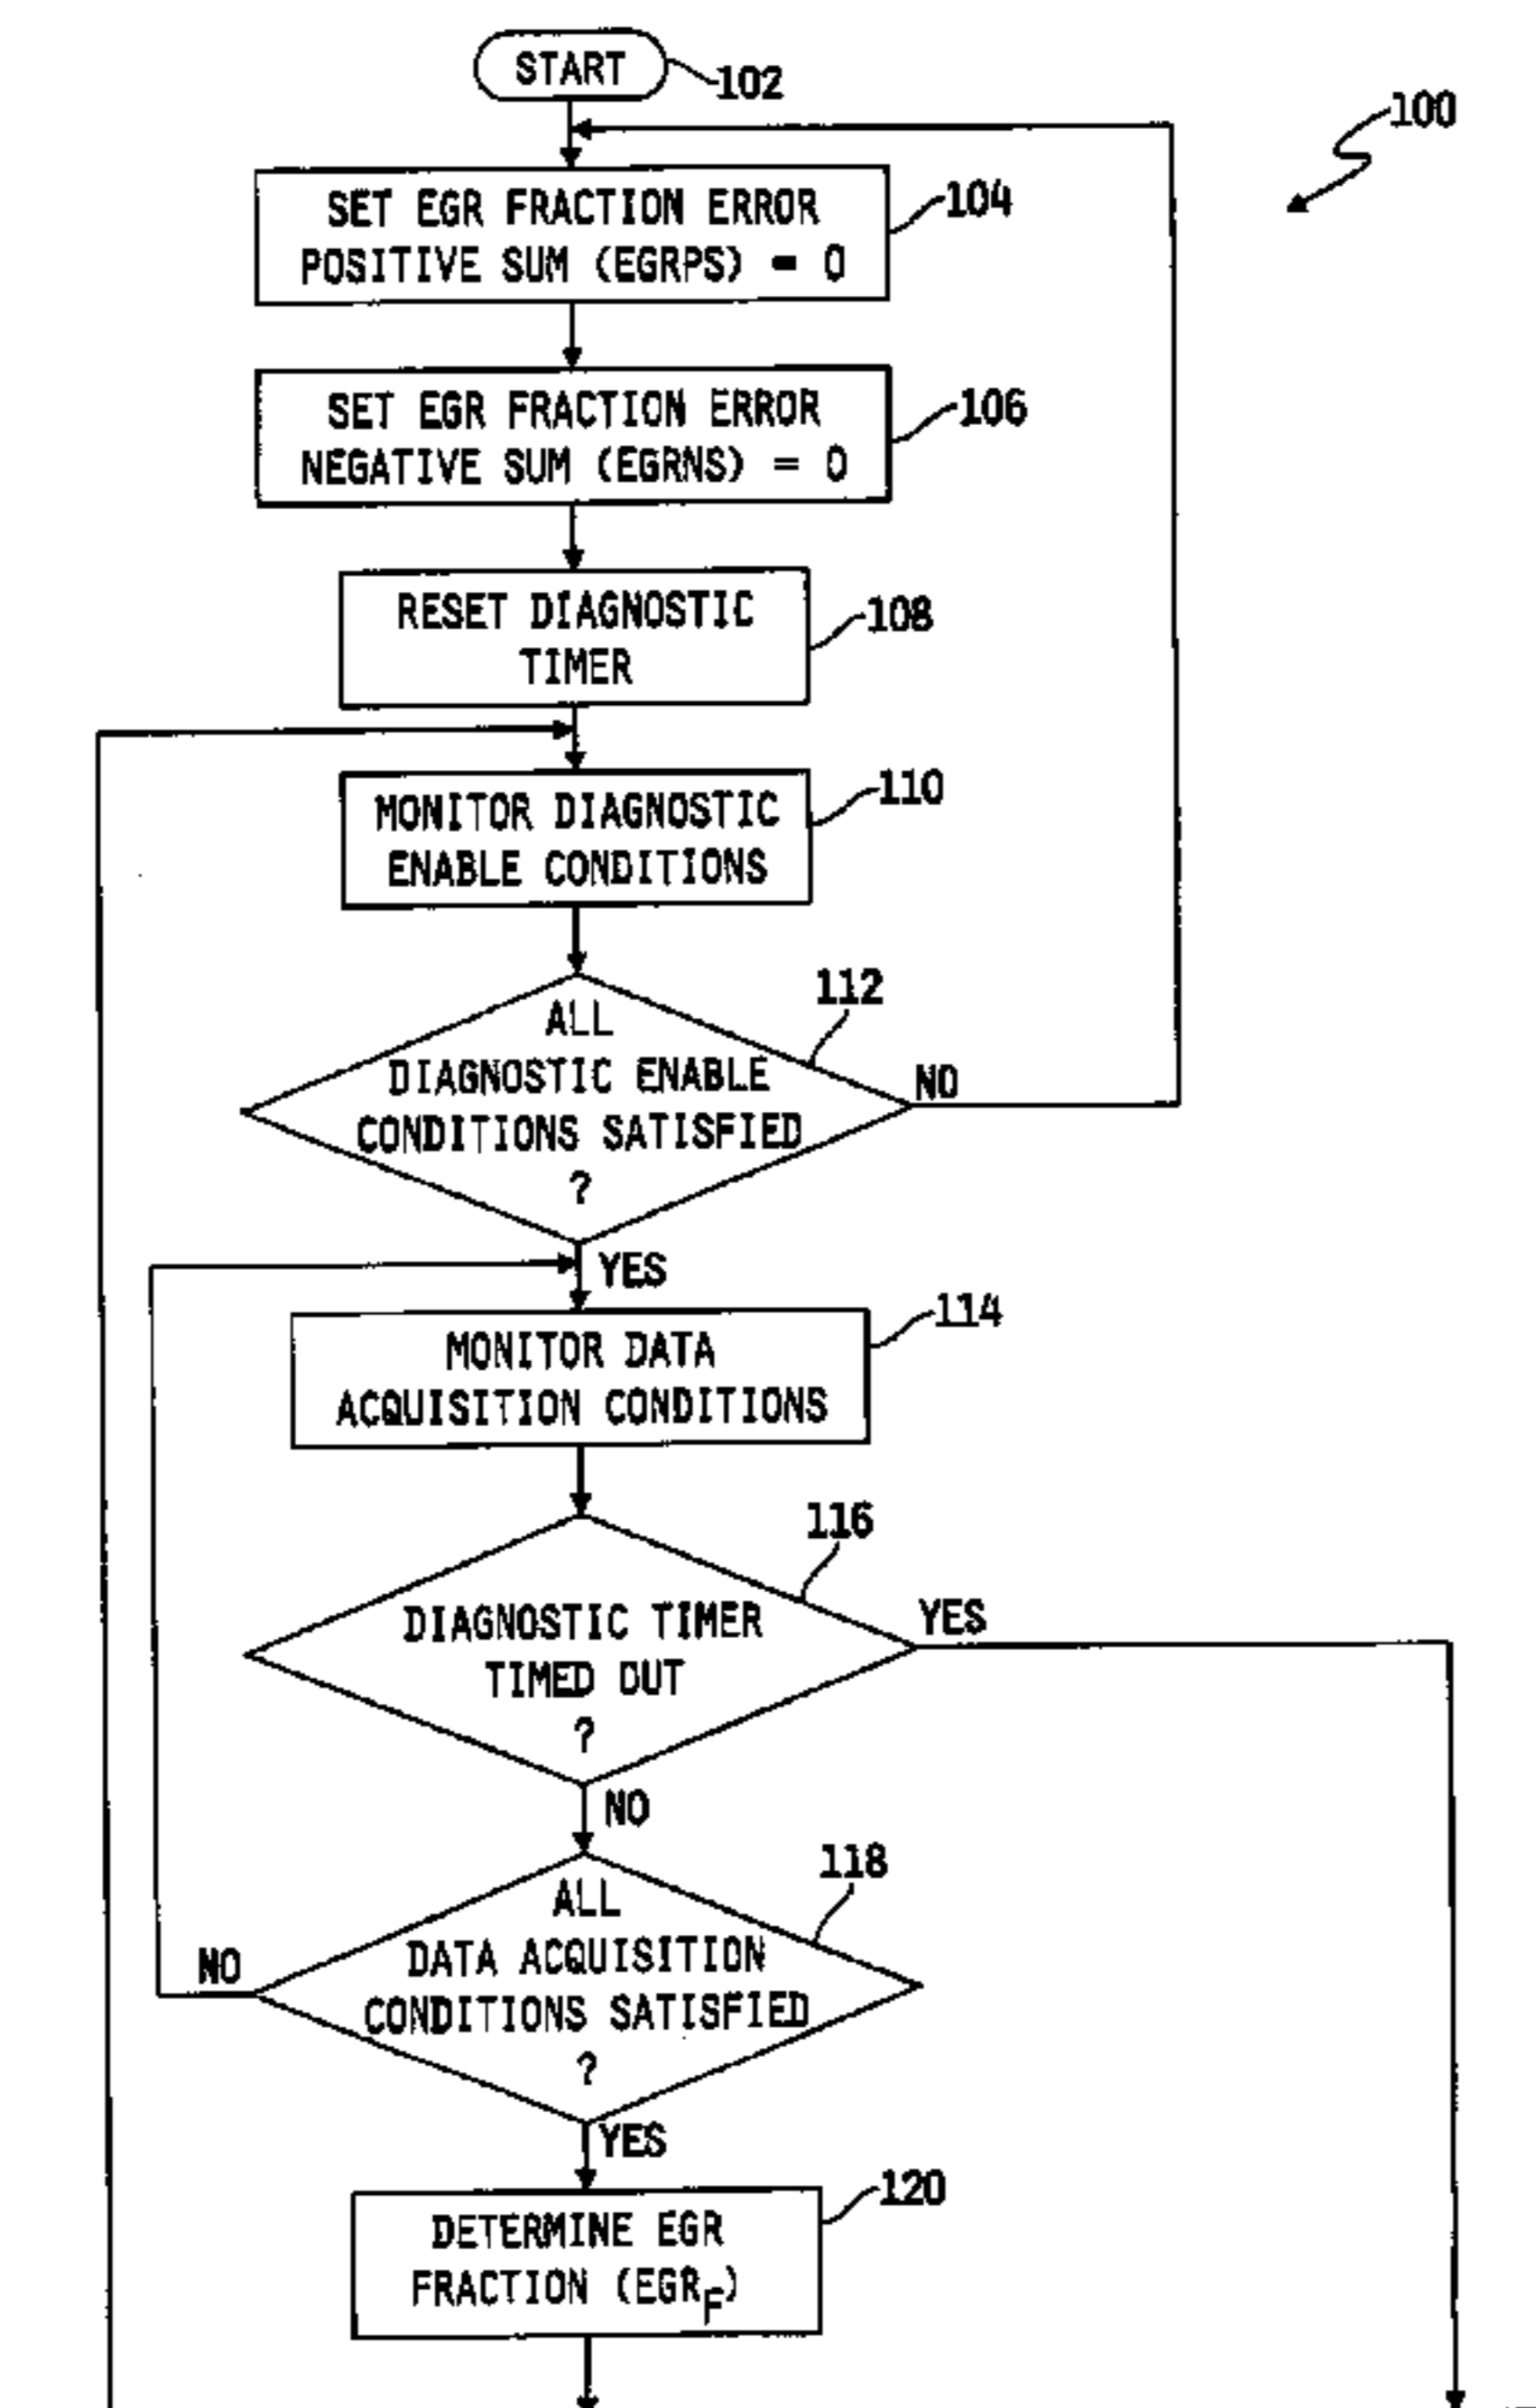 START
102
100
SET EGR FRACTION ERROR
POSITIVE SUM (EGRPS) = 0
104
SET EGR FRACTION ERROR
NEGATIVE SUM (EGRNS) = 0
106
RESET DIAGNOSTIC
TIMER
108
MONITOR DIAGNOSTIC
ENABLE CONDITIONS
110
112
ALL
DIAGNOSTIC ENABLE
CONDITIONS SATISFIED
?
NO
YES
MONITOR DATA
ACQUISITION CONDITIONS
114
116
DIAGNOSTIC TIMER
TIMED OUT
?
YES
NO
118
ALL
DATA ACQUISITION
CONDITIONS SATISFIED
?
NO
YES
DETERMINE EGR
FRACTION (EGRF)
120